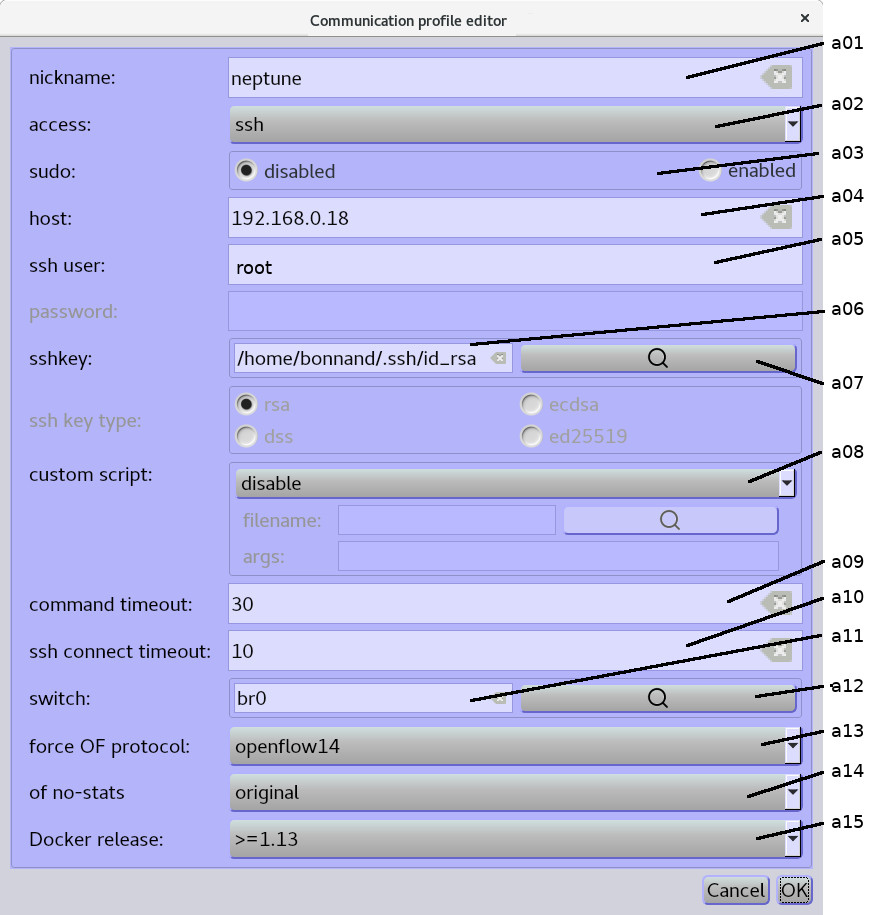 Communication profile editor
nickname: neptune a01
access: ssh a02
sudo: disabled enabled a03
host: 192.168.0.18 a04
ssh user: root a05
password:
sshkey: /home/bonnand/.ssh/id_rsa a06
a07
ssh key type: rsa ecdsa
dss ed25519
custom script: disable a08
filename:
args:
command timeout: 30 a09
ssh connect timeout: 10 a10
switch: br0 a11
a12
force OF protocol: openflow14 a13
of no-stats original a14
Docker release: >=1.13 a15
Cancel OK